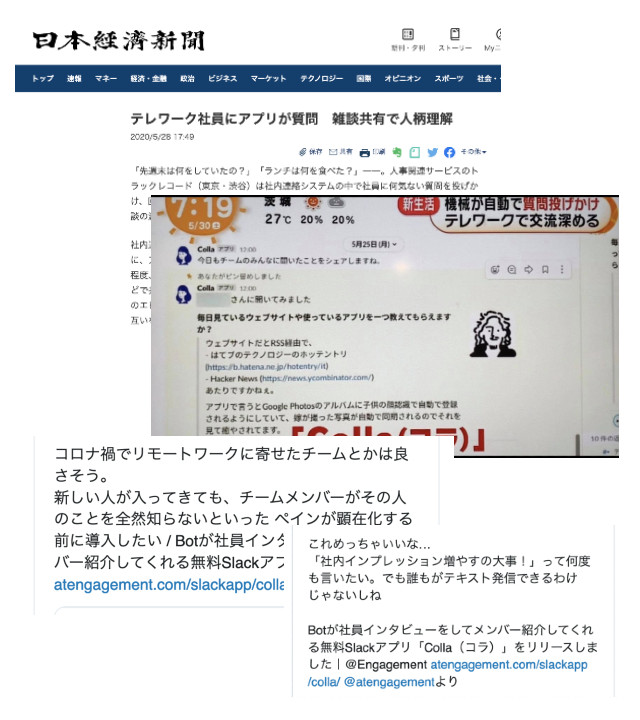 日本経済新聞
朝刊・夕刊
ストーリー
Myニ
トップ 速報 マネー 経済・金融 政治 ビジネス マーケット テクノロジー 国際 オピニオン スポーツ 社会・
テレワーク社員にアプリが質問 雑談共有で人柄理解
2020/5/28 17:49
保存 共有 印刷 その他
「先週末は何をしていたの？」「ランチは何を食べた？」――。人事関連サービスのト
ラックレコード（東京・渋谷）は社内連絡システムの中で社員に何気ない質問を投げか
け、
談の
社内
に、
程度、
どで
のエ
互い
7:19
5/30 土
茨城
27℃ 20% 20%
新生活
機械が自動で質問投げかけ
テレワークで交流深める
5月25日(月)
Colla アプリ 12:00
今日もチームのみんなに聞いたことをシェアしますね。
あなたがピン留めしました
Colla アプリ 12:00
さんに聞いてみました
毎日見ているウェブサイトや使っているアプリを一つ教えてもらえます
か？
ウェブサイトだとRSS経由で、
- はてブのテクノロジーのホッテントリ
(https://b.hatena.ne.jp/hotentry/it)
- Hacker News (https://news.ycombinator.com/)
あたりですかねぇ。
アプリで言うとGoogle Photosのアルバムに子供の顔認識で自動で登録
されるようにしていて、嫁が撮った写真が自動で同期されるのでそれを
見て癒やされてます。
「Colla(コラ)」
10 件の返
コロナ禍でリモートワークに寄せたチームとかは良
さそう。
新しい人が入ってきても、チームメンバーがその人
のことを全然知らないといった ペインが顕在化する
前に導入したい / Botが社員インタ
バー紹介してくれる無料Slackアプ
atengagement.com/slackapp/colla
これめっちゃいいな...
「社内インプレッション増やすの大事！」って何度
も言いたい。でも誰もがテキスト発信できるわけ
じゃないしね
Botが社員インタビューをしてメンバー紹介してくれ
る無料Slackアプリ「Colla（コラ）」をリリースしま
した | @Engagement atengagement.com/slackapp
/colla/ @atengagementより